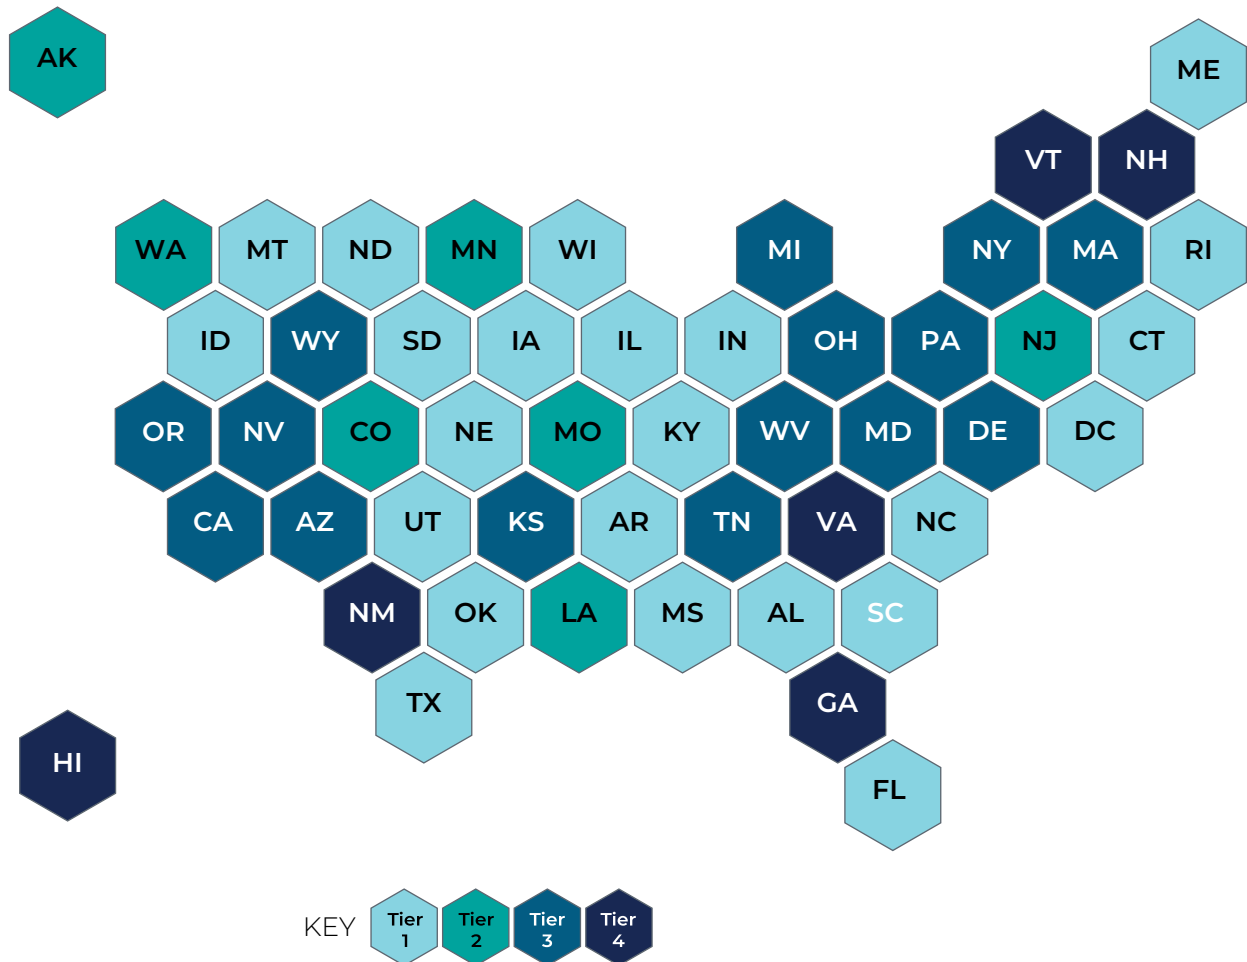 AK
ME
VT NH
WA MT ND MN WI MI NY MA RI
ID WY SD IA IL IN OH PA NJ CT
OR NV CO NE MO KY WV MD DE DC
CA AZ UT KS AR TN VA NC
NM OK LA MS AL SC
TX GA
HI
FL
KEY
Tier
1
Tier
2
Tier
3
Tier
4